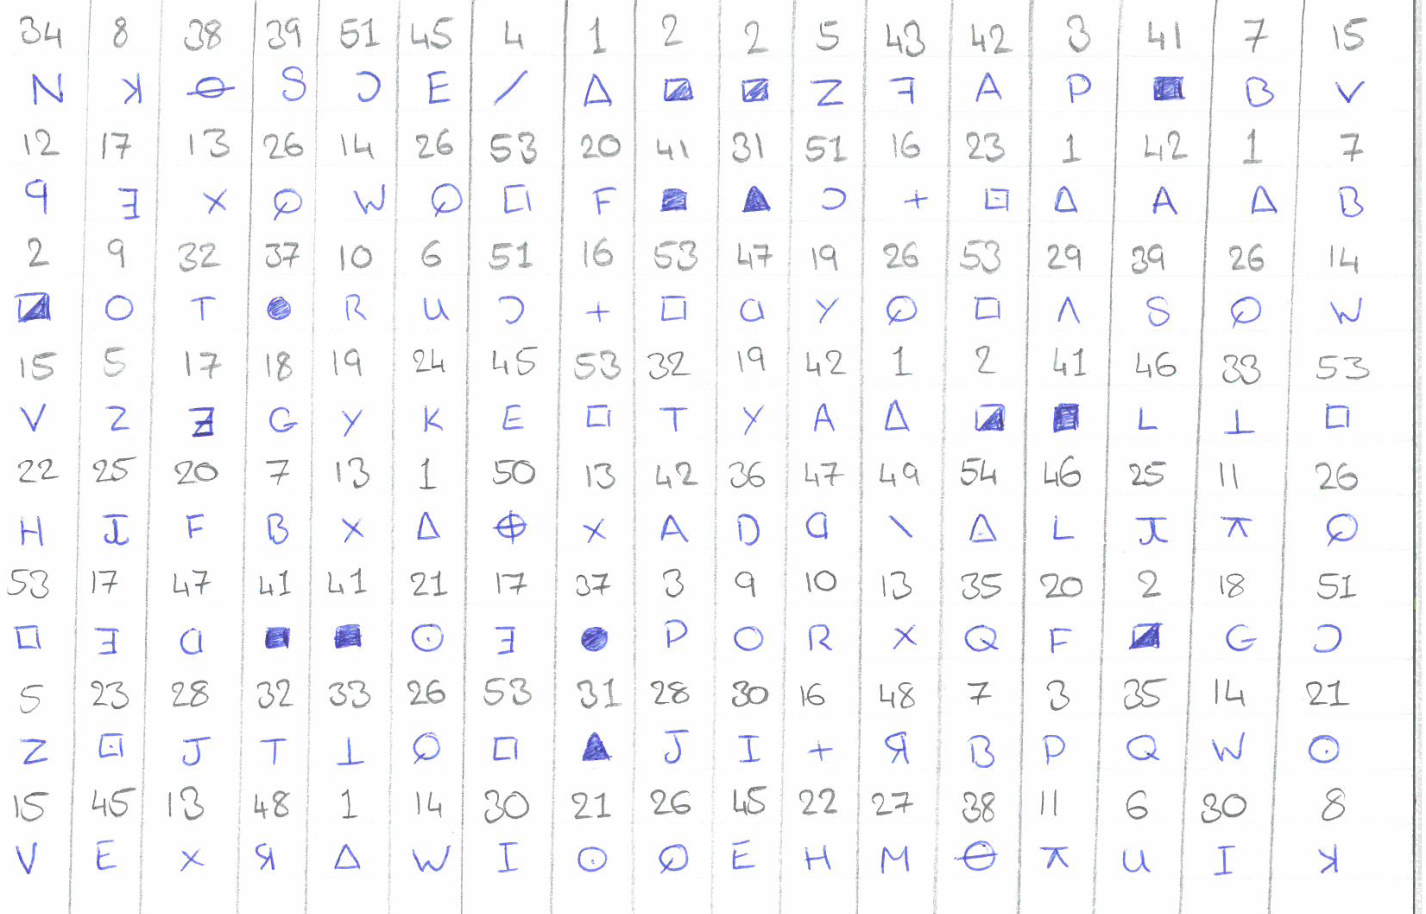 34 8 38 39 51 45 4 1 2 2 5 43 42 3 41 7 15
N ꓘ ⊖ S Ɔ E / Δ ◪ ◪ Z ꟻ A P ■ B V
12 17 13 26 14 26 53 20 41 31 51 16 23 1 42 1 7
ꟼ Ǝ X Ø W Ø □ F ■ ▲ Ɔ + ⊡ Δ A Δ B
2 9 32 37 10 6 51 16 53 47 19 26 53 29 39 26 14
◪ O T ● R U Ɔ + □ ᗡ Y Ø □ Λ S Ø W
15 5 17 18 19 24 45 53 32 19 42 1 2 41 46 33 53
V Z Ǝ G Y K E □ T Y A Δ ◪ ■ L ⊥ □
22 25 20 7 13 1 50 13 42 36 47 49 54 46 25 11 26
H Ꞁ F B X Δ ⌽ X A D ᗡ \ ◬ L Ꞁ ⊼ Ø
53 17 47 41 41 21 17 37 3 9 10 13 35 20 2 18 51
□ Ǝ ᗡ ■ ■ ⊙ Ǝ ● P O R X Q F ◪ G Ɔ
5 23 28 32 33 26 53 31 28 30 16 48 7 3 35 14 21
Z ⊡ J T ⊥ Ø □ ▲ J I + Я B P Q W ⊙
15 45 13 48 1 14 30 21 26 45 22 27 38 11 6 30 8
V E X Я Δ W I ⊙ Ø E H M ⊖ ⊼ U I ꓘ